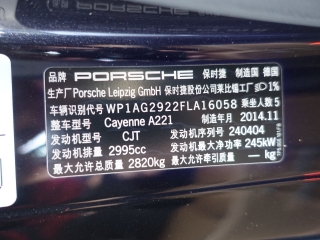 品牌 PORSCHE 保时捷 制造国 德国
生产厂 Porsche Leipzig GmbH 保时捷股份公司莱比锡工厂 1%
车辆识别代号 WP1AG2922FLA16058 乘坐人数 5
整车型号 Cayenne A221 制造年月 2014.11
发动机型号 CJT 发动机序列号 240404
发动机排量 2995cc 发动机最大净功率 245kW
最大允许总质量 2820kg 最大允许牵引质量 — kg